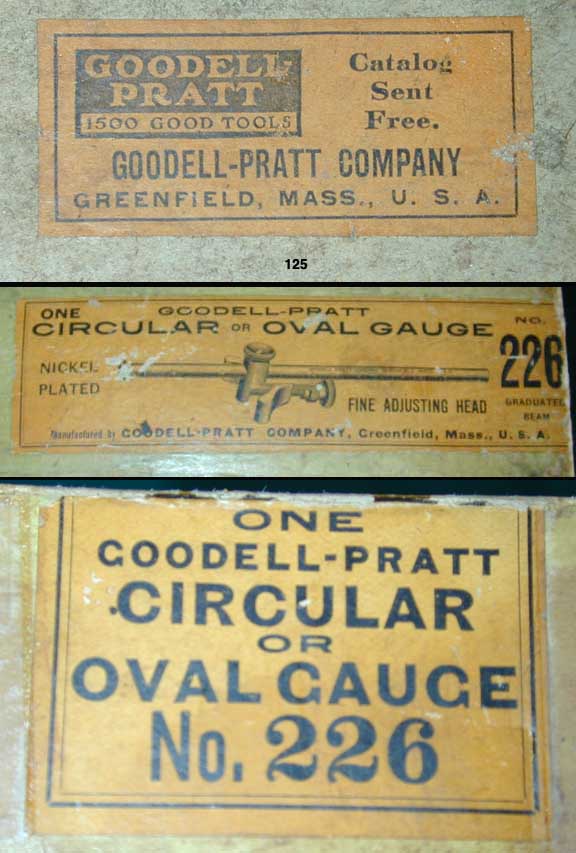 GOODELL-
PRATT
1500 GOOD TOOLS
Catalog
Sent
Free.
GOODELL-PRATT COMPANY
GREENFIELD, MASS., U. S. A.
125
ONE GOODELL-PRATT
CIRCULAR OR OVAL GAUGE
NICKEL
PLATED
FINE ADJUSTING HEAD
NO.
226
GRADUATED
BEAM
Manufactured by GOODELL-PRATT COMPANY, Greenfield, Mass., U. S. A.
ONE
GOODELL-PRATT
CIRCULAR
OR
OVAL GAUGE
No. 226